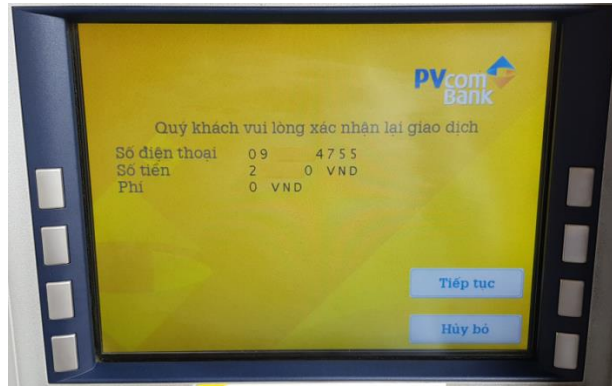 PVcom
Bank
Quý khách vui lòng xác nhận lại giao dịch
Số điện thoại 09 4755
Số tiền 2 0 VND
Phí 0 VND
Tiếp tục
Hủy bỏ